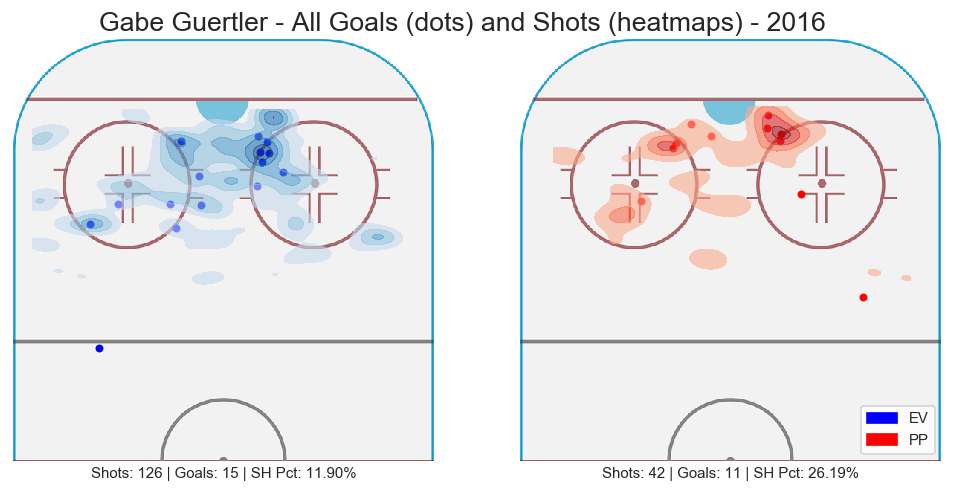 Gabe Guertler - All Goals (dots) and Shots (heatmaps) - 2016
EV
PP
Shots: 126 | Goals: 15 | SH Pct: 11.90%
Shots: 42 | Goals: 11 | SH Pct: 26.19%